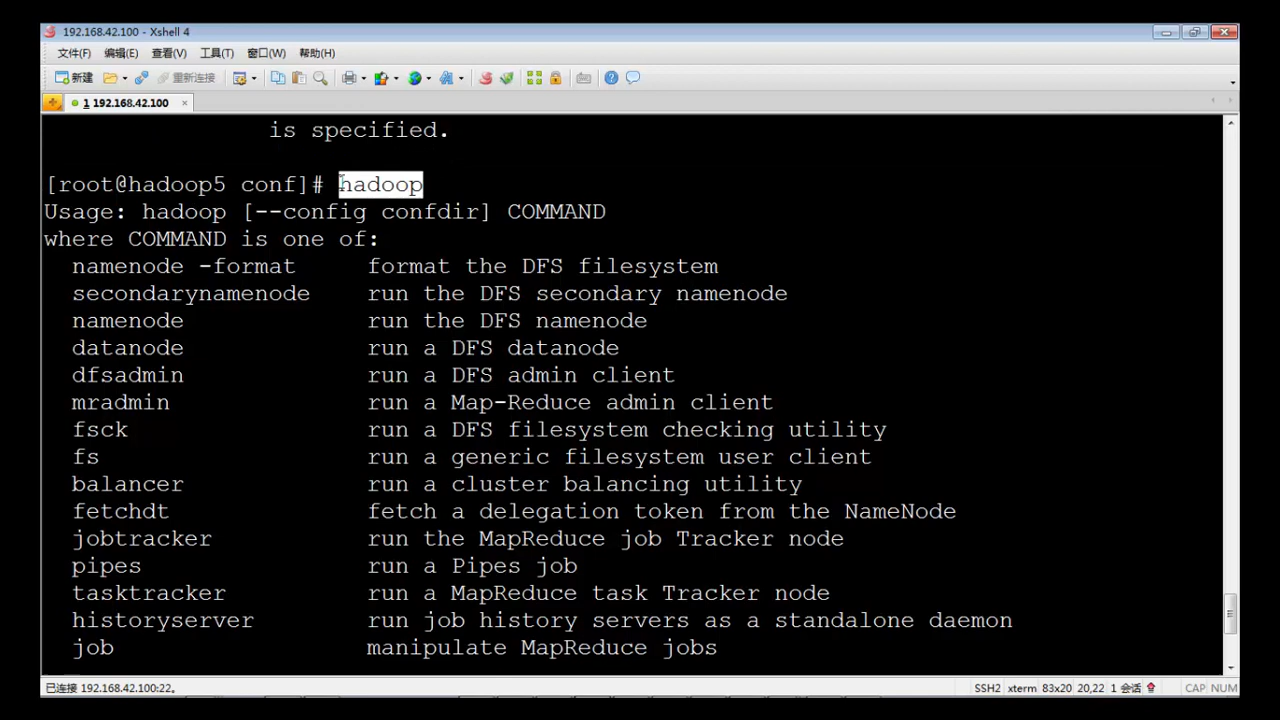 192.168.42.100 - Xshell 4
文件(F) 编辑(E) 查看(V) 工具(T) 窗口(W) 帮助(H)
新建 重新连接
1 192.168.42.100
is specified.
[root@hadoop5 conf]# hadoop
Usage: hadoop [--config confdir] COMMAND
where COMMAND is one of:
namenode -format format the DFS filesystem
secondarynamenode run the DFS secondary namenode
namenode run the DFS namenode
datanode run a DFS datanode
dfsadmin run a DFS admin client
mradmin run a Map-Reduce admin client
fsck run a DFS filesystem checking utility
fs run a generic filesystem user client
balancer run a cluster balancing utility
fetchdt fetch a delegation token from the NameNode
jobtracker run the MapReduce job Tracker node
pipes run a Pipes job
tasktracker run a MapReduce task Tracker node
historyserver run job history servers as a standalone daemon
job manipulate MapReduce jobs
已连接 192.168.42.100:22。 SSH2 xterm 83x20 20,22 1 会话 CAP NUM